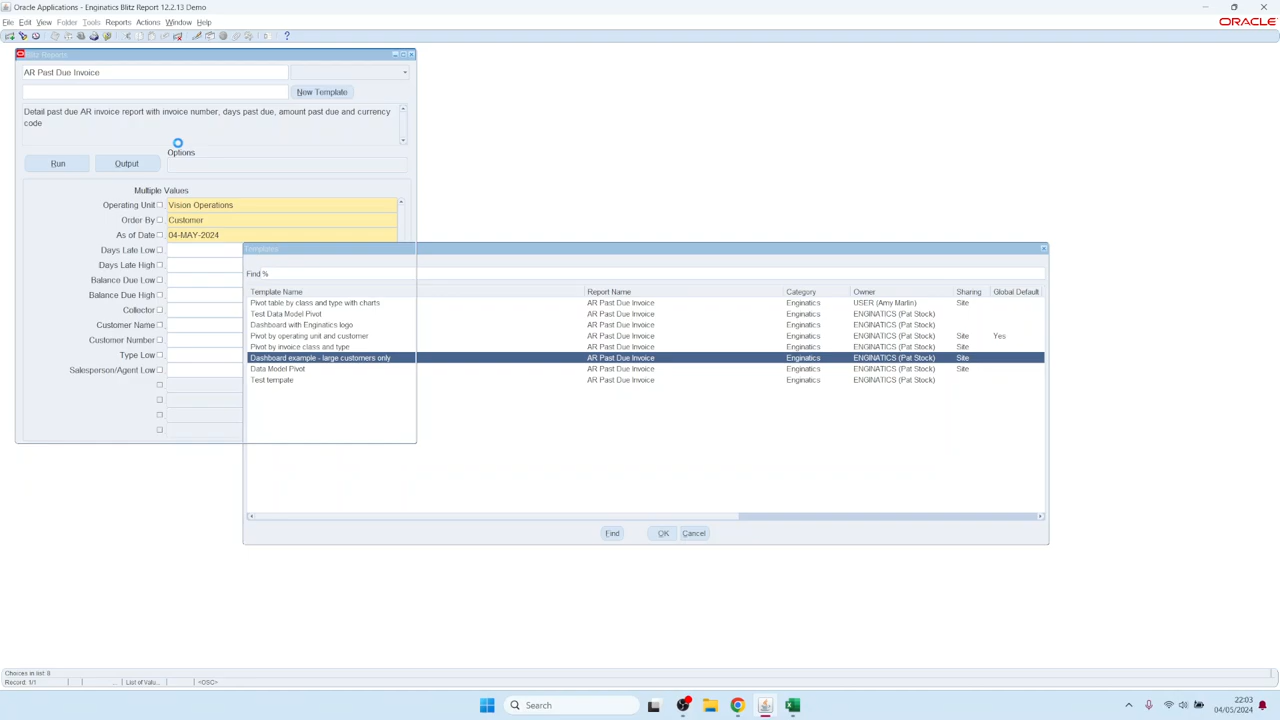 Oracle Applications - Enginatics Blitz Report 12.2.13 Demo
File Edit View Folder Tools Reports Actions Window Help
ORACLE
Blitz Reports
AR Past Due Invoice
New Template
Detail past due AR invoice report with invoice number, days past due, amount past due and currency
code
Options
Run Output
Multiple Values
Operating Unit Vision Operations
Order By Customer
As of Date 04-MAY-2024
Days Late Low
Days Late High
Balance Due Low
Balance Due High
Collector
Customer Name
Customer Number
Type Low
Salesperson/Agent Low
Templates
Find %
Template Name Report Name Category Owner Sharing Global Default
Pivot table by class and type with charts AR Past Due Invoice Enginatics USER (Amy Martin) Site
Test Data Model Pivot AR Past Due Invoice Enginatics ENGINATICS (Pat Stock)
Dashboard with Enginatics logo AR Past Due Invoice Enginatics ENGINATICS (Pat Stock)
Pivot by operating unit and customer AR Past Due Invoice Enginatics ENGINATICS (Pat Stock) Site Yes
Pivot by invoice class and type AR Past Due Invoice Enginatics ENGINATICS (Pat Stock) Site
Dashboard example - large customers only AR Past Due Invoice Enginatics ENGINATICS (Pat Stock) Site
Data Model Pivot AR Past Due Invoice Enginatics ENGINATICS (Pat Stock) Site
Test tempate AR Past Due Invoice Enginatics ENGINATICS (Pat Stock)
Find OK Cancel
Choices in list: 8
Record: 1/1 ... List of Valu... <OSC>
Search
22:03
04/05/2024